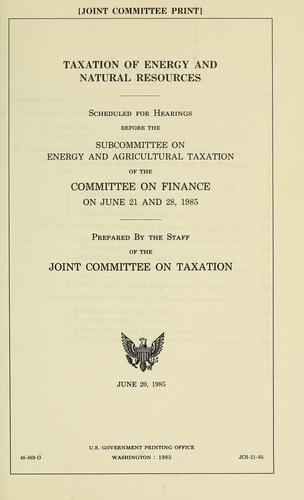 [JOINT COMMITTEE PRINT]
TAXATION OF ENERGY AND
NATURAL RESOURCES
SCHEDULED FOR HEARINGS
BEFORE THE
SUBCOMMITTEE ON
ENERGY AND AGRICULTURAL TAXATION
OF THE
COMMITTEE ON FINANCE
ON JUNE 21 AND 28, 1985
PREPARED BY THE STAFF
OF THE
JOINT COMMITTEE ON TAXATION
JUNE 20, 1985
U.S. GOVERNMENT PRINTING OFFICE
48-669 O WASHINGTON : 1985 JCS-21-85